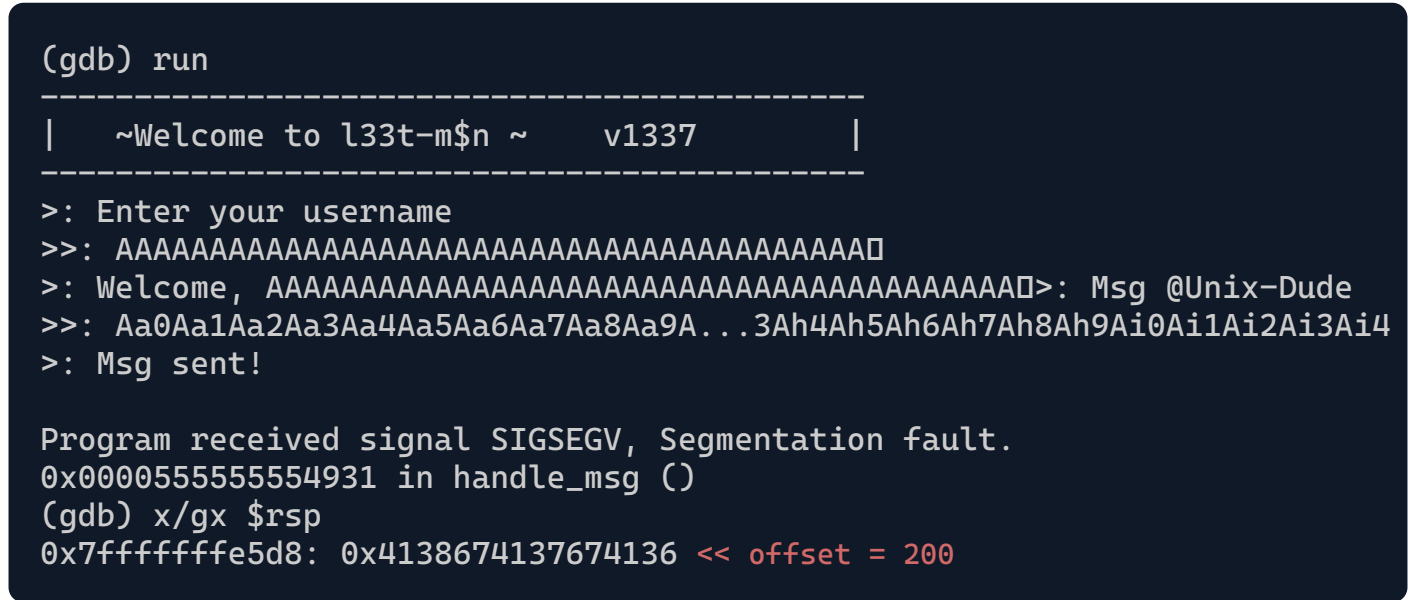 (gdb) run
--------------------------------------------
|   ~Welcome to l33t-m$n ~    v1337        |
--------------------------------------------
>: Enter your username
>>: AAAAAAAAAAAAAAAAAAAAAAAAAAAAAAAAAAAAAAAA▯
>: Welcome, AAAAAAAAAAAAAAAAAAAAAAAAAAAAAAAAAAAAAAAA▯>: Msg @Unix-Dude
>>: Aa0Aa1Aa2Aa3Aa4Aa5Aa6Aa7Aa8Aa9A...3Ah4Ah5Ah6Ah7Ah8Ah9Ai0Ai1Ai2Ai3Ai4
>: Msg sent!

Program received signal SIGSEGV, Segmentation fault.
0x0000555555554931 in handle_msg ()
(gdb) x/gx $rsp
0x7fffffffe5d8: 0x4138674137674136 << offset = 200